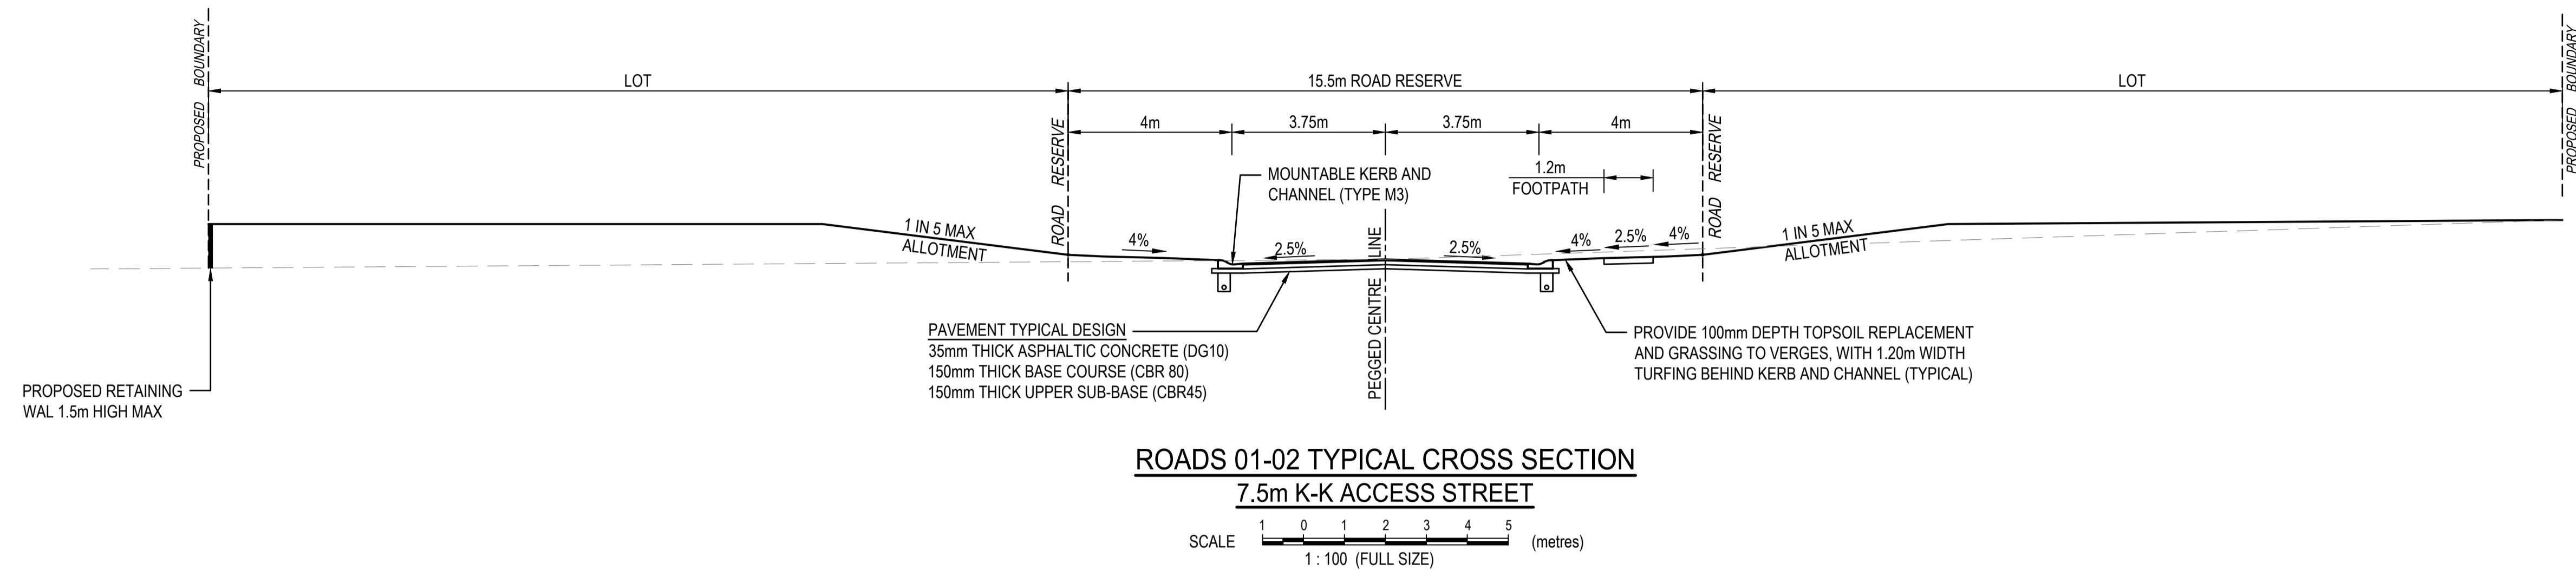 PROPOSED BOUNDARY
LOT
15.5m ROAD RESERVE
LOT
PROPOSED BOUNDARY
4m
3.75m
3.75m
4m
ROAD RESERVE
MOUNTABLE KERB AND
CHANNEL (TYPE M3)
1.2m
FOOTPATH
ROAD RESERVE
1 IN 5 MAX
ALLOTMENT
4%
2.5%
2.5%
4%
2.5%
4%
1 IN 5 MAX
ALLOTMENT
PEGGED CENTRE LINE
PAVEMENT TYPICAL DESIGN
35mm THICK ASPHALTIC CONCRETE (DG10)
150mm THICK BASE COURSE (CBR 80)
150mm THICK UPPER SUB-BASE (CBR45)
PROVIDE 100mm DEPTH TOPSOIL REPLACEMENT
AND GRASSING TO VERGES, WITH 1.20m WIDTH
TURFING BEHIND KERB AND CHANNEL (TYPICAL)
PROPOSED RETAINING
WAL 1.5m HIGH MAX
ROADS 01-02 TYPICAL CROSS SECTION
7.5m K-K ACCESS STREET
1 0 1 2 3 4 5
SCALE (metres)
1 : 100 (FULL SIZE)